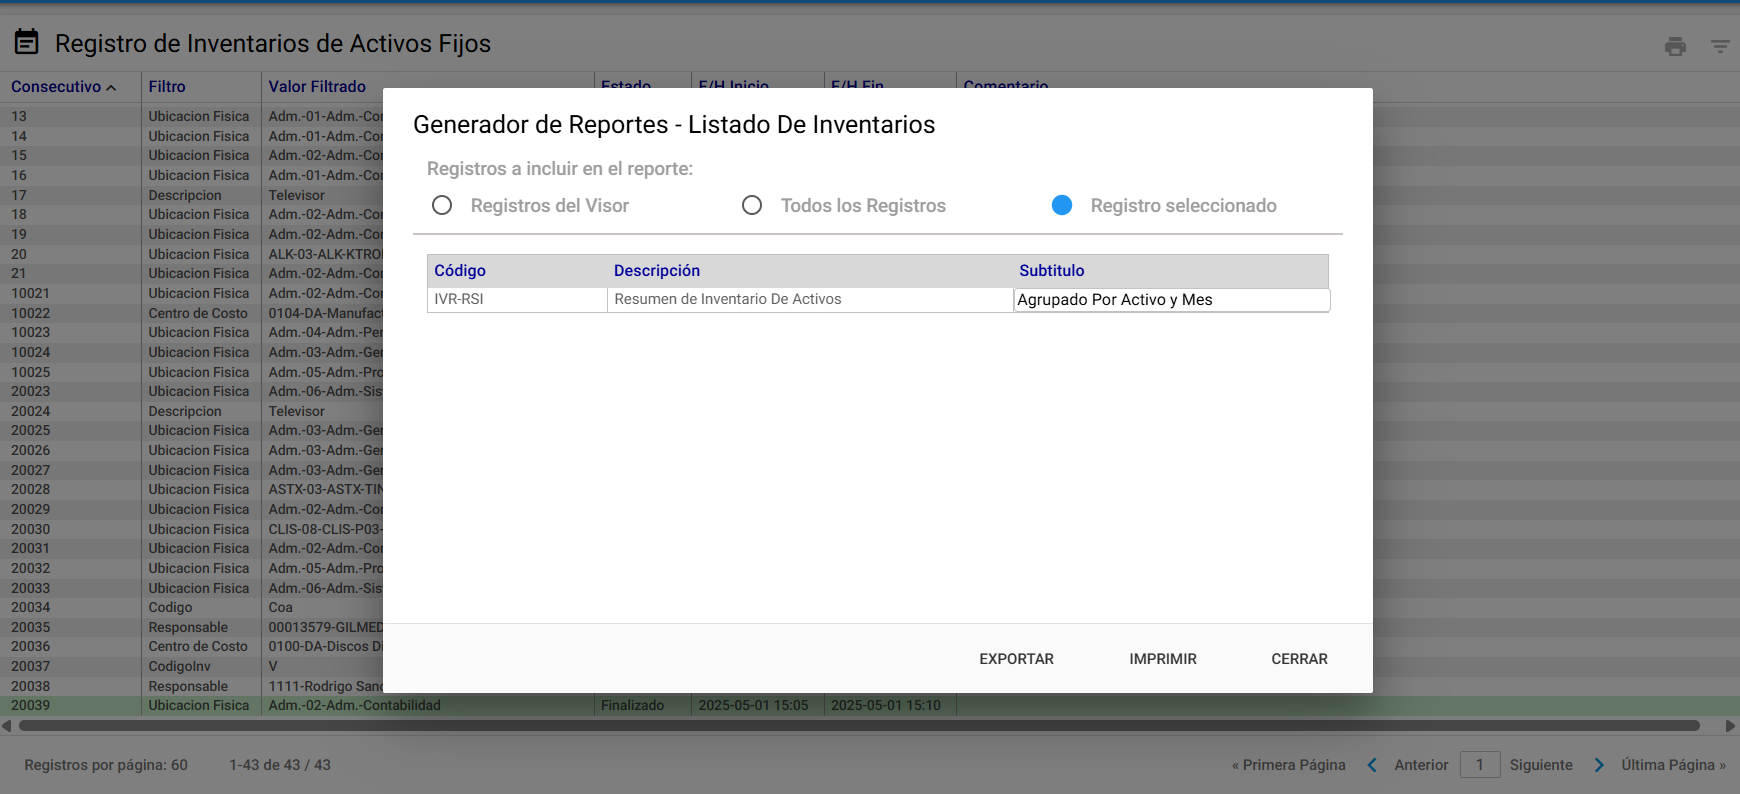 Registro de Inventarios de Activos Fijos
Consecutivo Filtro Valor Filtrado Estado F/H Inicio F/H Fin Comentario
Generador de Reportes - Listado De Inventarios
Registros a incluir en el reporte:
Registros del Visor Todos los Registros Registro seleccionado
Código Descripción Subtitulo
IVR-RSI Resumen de Inventario De Activos Agrupado Por Activo y Mes
EXPORTAR IMPRIMIR CERRAR
13 Ubicacion Fisica Adm.-01-Adm.-Co
14 Ubicacion Fisica Adm.-01-Adm.-Co
15 Ubicacion Fisica Adm.-02-Adm.-Co
16 Ubicacion Fisica Adm.-01-Adm.-Co
17 Descripcion Televisor
18 Ubicacion Fisica Adm.-02-Adm.-Co
19 Ubicacion Fisica Adm.-02-Adm.-Co
20 Ubicacion Fisica ALK-03-ALK-KTRO
21 Ubicacion Fisica Adm.-02-Adm.-Co
10021 Ubicacion Fisica Adm.-02-Adm.-Co
10022 Centro de Costo 0104-DA-Manufac
10023 Ubicacion Fisica Adm.-04-Adm.-Per
10024 Ubicacion Fisica Adm.-03-Adm.-Ge
10025 Ubicacion Fisica Adm.-05-Adm.-Pro
20023 Ubicacion Fisica Adm.-06-Adm.-Sis
20024 Descripcion Televisor
20025 Ubicacion Fisica Adm.-03-Adm.-Ge
20026 Ubicacion Fisica Adm.-03-Adm.-Ge
20027 Ubicacion Fisica Adm.-03-Adm.-Ge
20028 Ubicacion Fisica ASTX-03-ASTX-TIN
20029 Ubicacion Fisica Adm.-02-Adm.-Co
20030 Ubicacion Fisica CLIS-08-CLIS-P03-
20031 Ubicacion Fisica Adm.-02-Adm.-Co
20032 Ubicacion Fisica Adm.-05-Adm.-Pro
20033 Ubicacion Fisica Adm.-06-Adm.-Sis
20034 Codigo Coa
20035 Responsable 00013579-GILMED
20036 Centro de Costo 0100-DA-Discos D
20037 CodigoInv V
20038 Responsable 1111-Rodrigo San
20039 Ubicacion Fisica Adm.-02-Adm.-Contabilidad Finalizado 2025-05-01 15:05 2025-05-01 15:10
Registros por página: 60 1-43 de 43 / 43 « Primera Página Anterior 1 Siguiente Última Página »